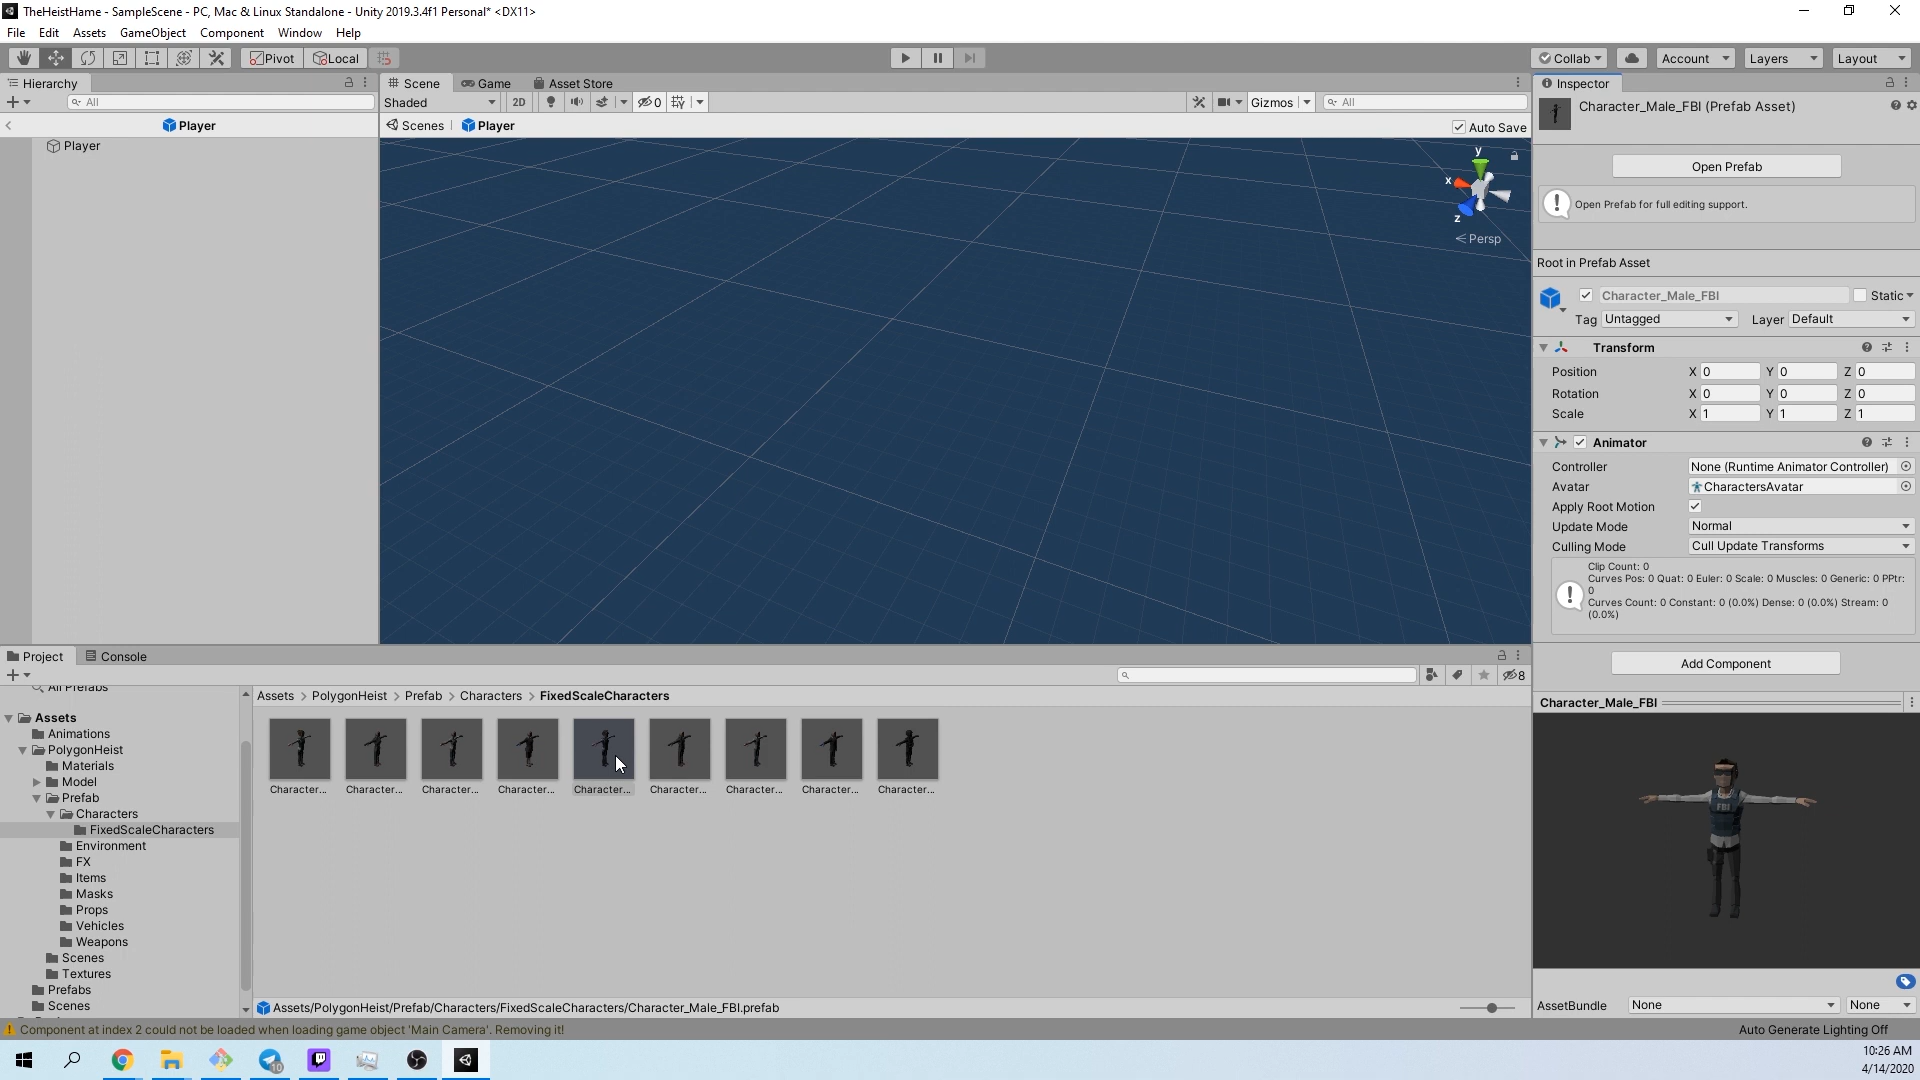 TheHeistHame - SampleScene - PC, Mac & Linux Standalone - Unity 2019.3.4f1 Personal* <DX11>
File Edit Assets GameObject Component Window Help
Pivot Local Collab Account Layers Layout
Hierarchy
All
Player
Player
Scene Game Asset Store
Shaded 2D 0 Gizmos All
Scenes Player Auto Save
y
x
z
Persp
Inspector
Character_Male_FBI (Prefab Asset)
Open Prefab
Open Prefab for full editing support.
Root in Prefab Asset
Character_Male_FBI Static
Tag Untagged Layer Default
Transform
Position X 0 Y 0 Z 0
Rotation X 0 Y 0 Z 0
Scale X 1 Y 1 Z 1
Animator
Controller None (Runtime Animator Controller)
Avatar CharactersAvatar
Apply Root Motion
Update Mode Normal
Culling Mode Cull Update Transforms
Clip Count: 0
Curves Pos: 0 Quat: 0 Euler: 0 Scale: 0 Muscles: 0 Generic: 0 PPtr:
0
Curves Count: 0 Constant: 0 (0.0%) Dense: 0 (0.0%) Stream: 0
(0.0%)
Add Component
Character_Male_FBI
FBI
AssetBundle None None
Project Console
8
All Prefabs
Assets
Animations
PolygonHeist
Materials
Model
Prefab
Characters
FixedScaleCharacters
Environment
FX
Items
Masks
Props
Vehicles
Weapons
Scenes
Textures
Prefabs
Scenes
Assets > PolygonHeist > Prefab > Characters > FixedScaleCharacters
Character... Character... Character... Character... Character... Character... Character... Character... Character...
Assets/PolygonHeist/Prefab/Characters/FixedScaleCharacters/Character_Male_FBI.prefab
Component at index 2 could not be loaded when loading game object 'Main Camera'. Removing it!
Auto Generate Lighting Off
10
10:26 AM
4/14/2020